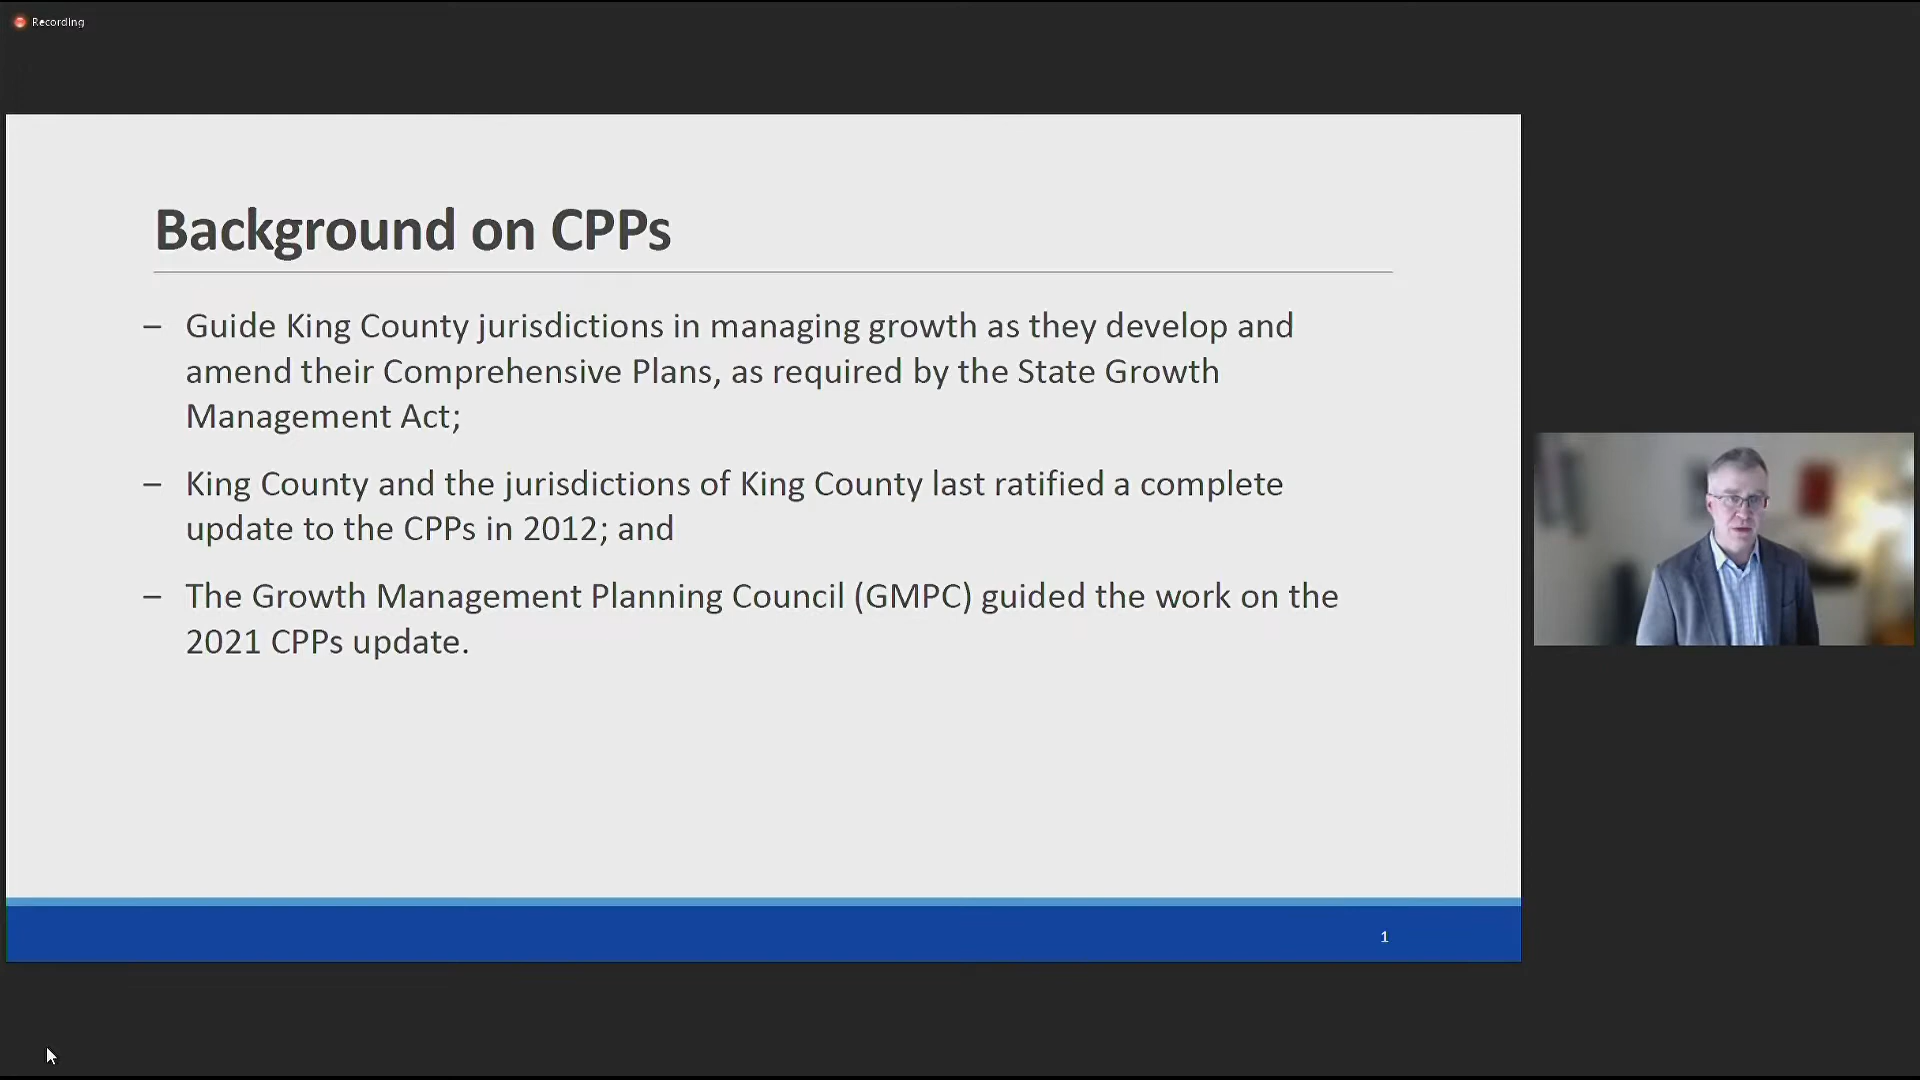 Recording
Background on CPPs
– Guide King County jurisdictions in managing growth as they develop and
amend their Comprehensive Plans, as required by the State Growth
Management Act;
– King County and the jurisdictions of King County last ratified a complete
update to the CPPs in 2012; and
– The Growth Management Planning Council (GMPC) guided the work on the
2021 CPPs update.
1